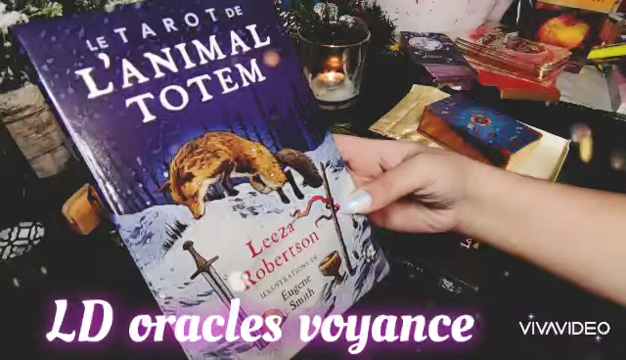 LE TAROT DE
L'ANIMAL
TOTEM
Leeza
Robertson
ILLUSTRATIONS DE
Eugene
Smith
LD oracles voyance
VIVAVIDEO